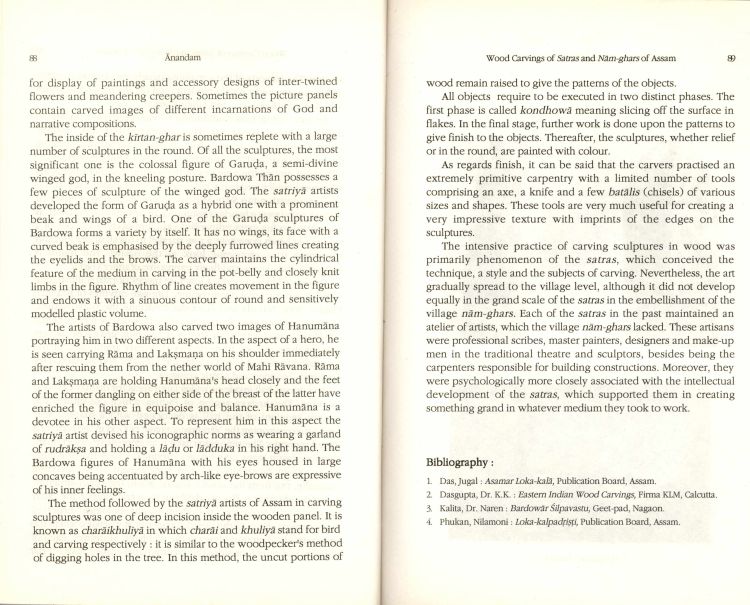 88
Ānandam
for display of paintings and accessory designs of inter-twined
flowers and meandering creepers. Sometimes the picture panels
contain carved images of different incarnations of God and
narrative compositions.
The inside of the kirtan-ghar is sometimes replete with a large
number of sculptures in the round. Of all the sculptures, the most
significant one is the colossal figure of Garuḍa, a semi-divine
winged god, in the kneeling posture. Bardowa Thān possesses a
few pieces of sculpture of the winged god. The satriyā artists
developed the form of Garuḍa as a hybrid one with a prominent
beak and wings of a bird. One of the Garuḍa sculptures of
Bardowa forms a variety by itself. It has no wings, its face with a
curved beak is emphasised by the deeply furrowed lines creating
the eyelids and the brows. The carver maintains the cylindrical
feature of the medium in carving in the pot-belly and closely knit
limbs in the figure. Rhythm of line creates movement in the figure
and endows it with a sinuous contour of round and sensitively
modelled plastic volume.
The artists of Bardowa also carved two images of Hanumāna
portraying him in two different aspects. In the aspect of a hero, he
is seen carrying Rāma and Lakṣmaṇa on his shoulder immediately
after rescuing them from the nether world of Mahi Rāvana. Rāma
and Lakṣmaṇa are holding Hanumāna's head closely and the feet
of the former dangling on either side of the breast of the latter have
enriched the figure in equipoise and balance. Hanumāna is a
devotee in his other aspect. To represent him in this aspect the
satriyā artist devised his iconographic norms as wearing a garland
of rudrākṣa and holding a lāḍu or lādduka in his right hand. The
Bardowa figures of Hanumāna with his eyes housed in large
concaves being accentuated by arch-like eye-brows are expressive
of his inner feelings.
The method followed by the satriyā artists of Assam in carving
sculptures was one of deep incision inside the wooden panel. It is
known as charāikhuliyā in which charāi and khuliyā stand for bird
and carving respectively : it is similar to the woodpecker's method
of digging holes in the tree. In this method, the uncut portions of
Wood Carvings of Satras and Nām-ghars of Assam
89
wood remain raised to give the patterns of the objects.
All objects require to be executed in two distinct phases. The
first phase is called kondhowā meaning slicing off the surface in
flakes. In the final stage, further work is done upon the patterns to
give finish to the objects. Thereafter, the sculptures, whether relief
or in the round, are painted with colour.
As regards finish, it can be said that the carvers practised an
extremely primitive carpentry with a limited number of tools
comprising an axe, a knife and a few batālis (chisels) of various
sizes and shapes. These tools are very much useful for creating a
very impressive texture with imprints of the edges on the
sculptures.
The intensive practice of carving sculptures in wood was
primarily phenomenon of the satras, which conceived the
technique, a style and the subjects of carving. Nevertheless, the art
gradually spread to the village level, although it did not develop
equally in the grand scale of the satras in the embellishment of the
village nām-ghars. Each of the satras in the past maintained an
atelier of artists, which the village nām-ghars lacked. These artisans
were professional scribes, master painters, designers and make-up
men in the traditional theatre and sculptors, besides being the
carpenters responsible for building constructions. Moreover, they
were psychologically more closely associated with the intellectual
development of the satras, which supported them in creating
something grand in whatever medium they took to work.
Bibliography :
1. Das, Jugal : Asamar Loka-kalā, Publication Board, Assam.
2. Dasgupta, Dr. K.K. : Eastern Indian Wood Carvings, Firma KLM, Calcutta.
3. Kalita, Dr. Naren : Bardowār Śilpavastu, Geet-pad, Nagaon.
4. Phukan, Nilamoni : Loka-kalpadṛṣṭi, Publication Board, Assam.